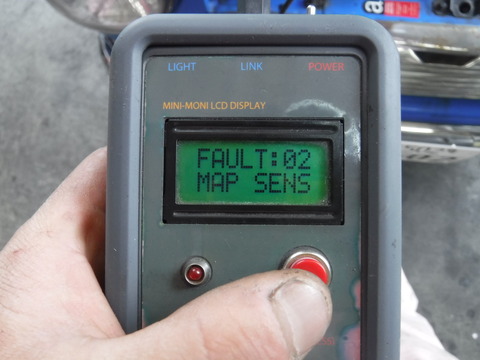 LIGHT LINK POWER
MINI-MONI LCD DISPLAY
FAULT:02
MAP SENS